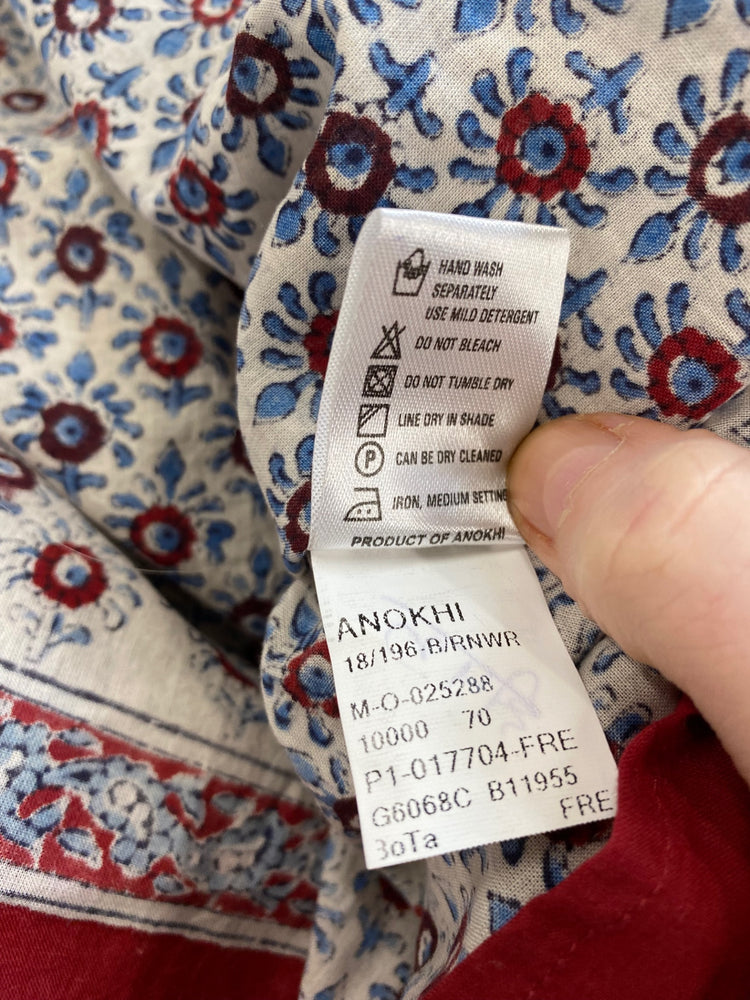 HAND WASH
SEPARATELY
USE MILD DETERGENT
DO NOT BLEACH
DO NOT TUMBLE DRY
LINE DRY IN SHADE
P CAN BE DRY CLEANED
IRON, MEDIUM SETTING
PRODUCT OF ANOKHI
ANOKHI
18/196-B/RNWR
M-O-025288
10000 70
P1-017704-FRE
G6068C B11955
FRE
BoTa